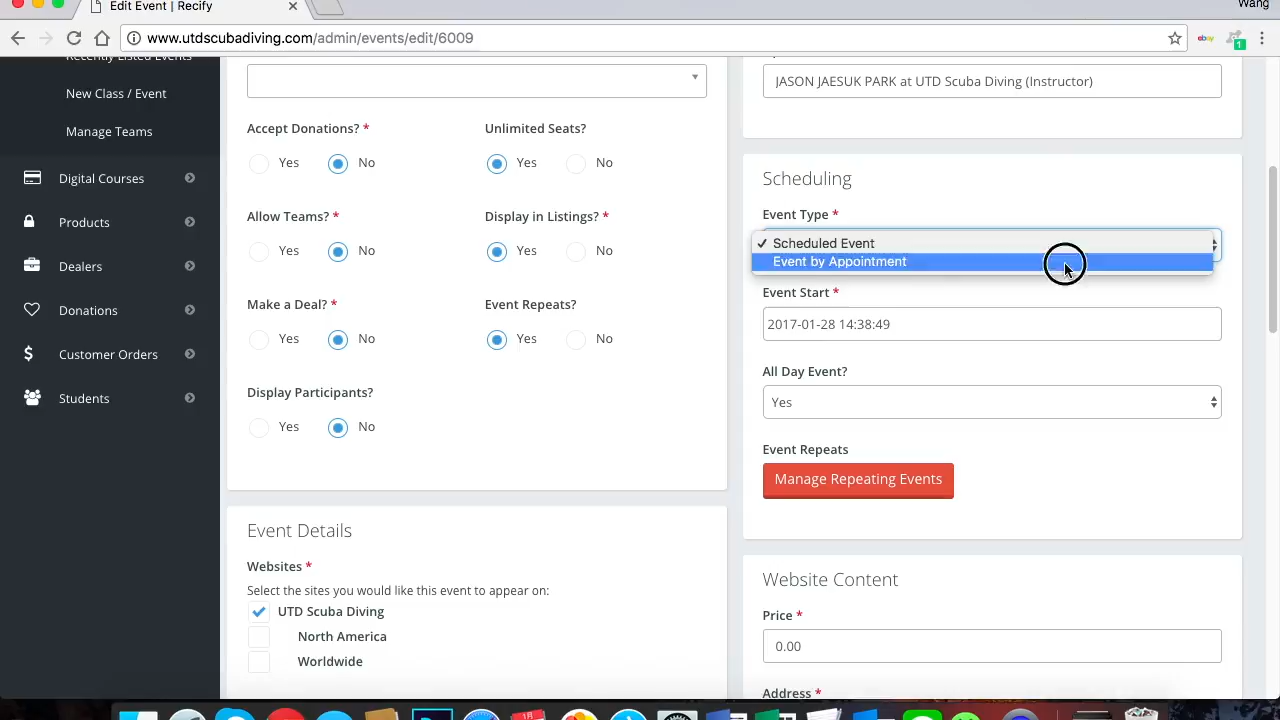 Edit Event | Recify
Wang
www.utdscubadiving.com/admin/events/edit/6009
ebay
1
Recently Listed Events
New Class / Event
Manage Teams
Digital Courses
Products
Dealers
Donations
Customer Orders
Students
Accept Donations? *
Yes
No
Unlimited Seats?
Yes
No
Allow Teams? *
Yes
No
Display in Listings? *
Yes
No
Make a Deal? *
Yes
No
Event Repeats?
Yes
No
Display Participants?
Yes
No
Event Details
Websites *
Select the sites you would like this event to appear on:
UTD Scuba Diving
North America
Worldwide
JASON JAESUK PARK at UTD Scuba Diving (Instructor)
Scheduling
Event Type *
✓ Scheduled Event
Event by Appointment
Event Start *
2017-01-28 14:38:49
All Day Event?
Yes
Event Repeats
Manage Repeating Events
Website Content
Price *
0.00
Address *